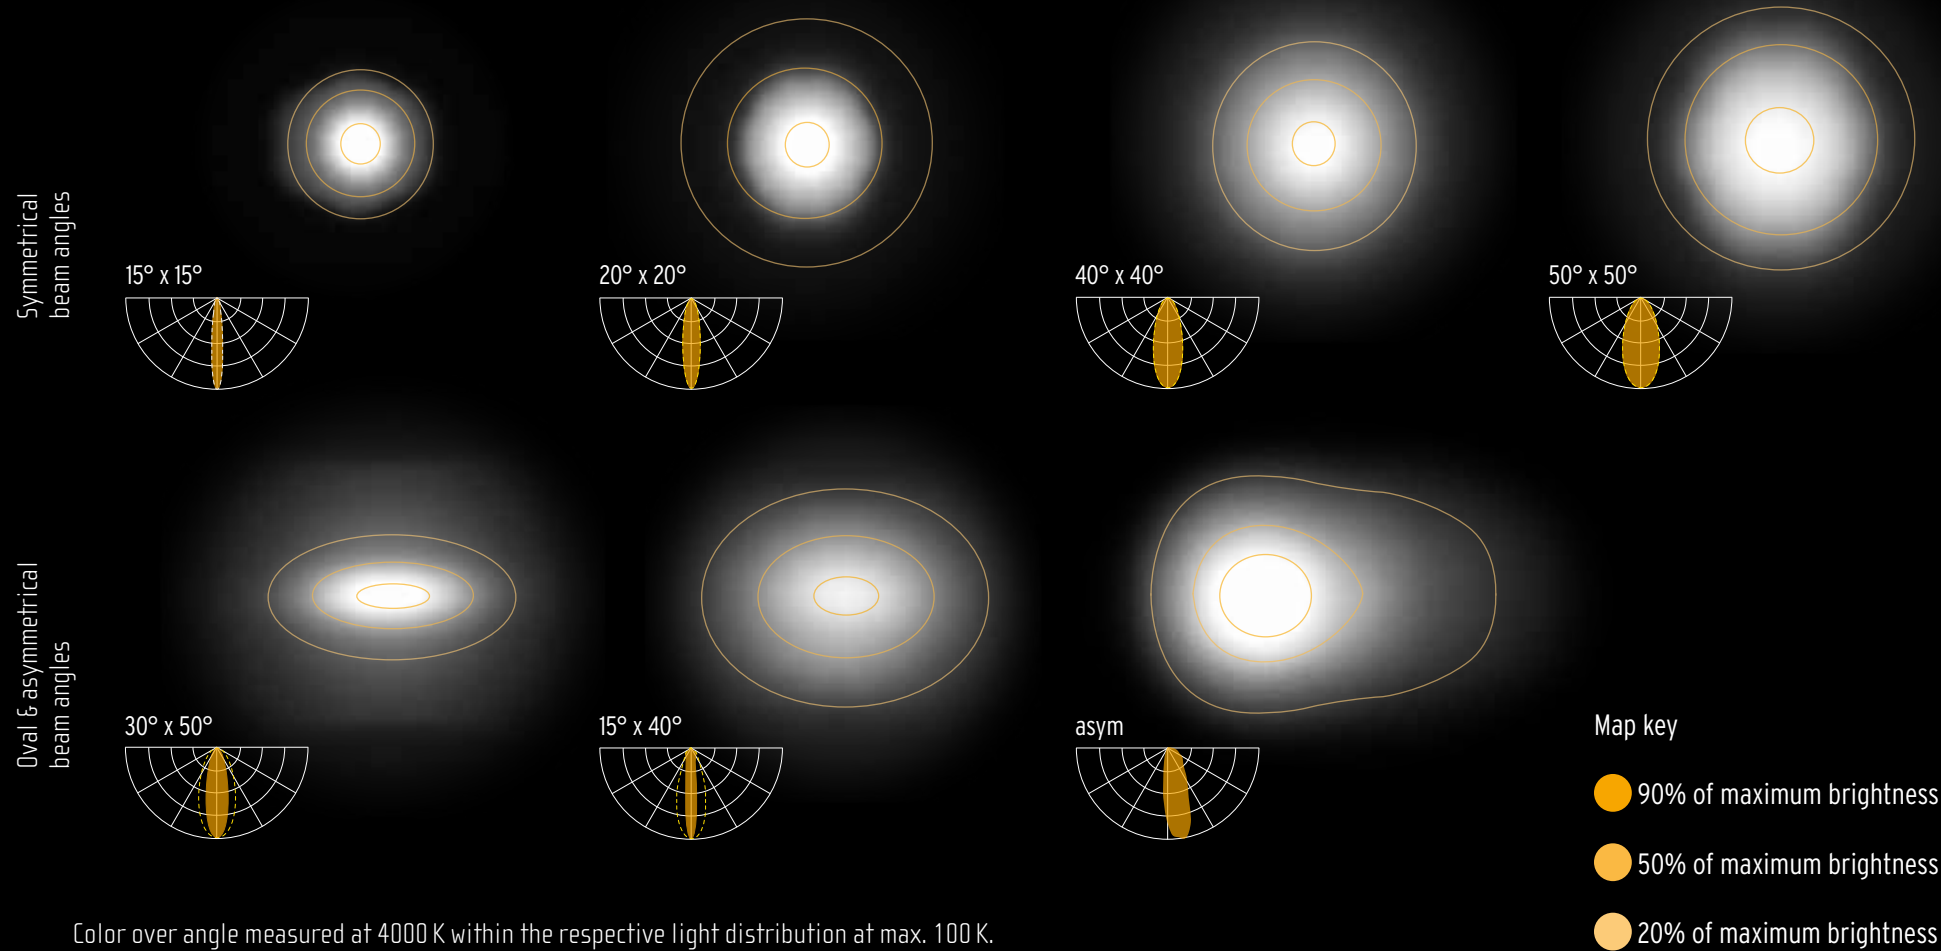 Symmetrical
beam angles
15° x 15°
20° x 20°
40° x 40°
50° x 50°
Oval & asymmetrical
beam angles
30° x 50°
15° x 40°
asym
Map key
90% of maximum brightness
50% of maximum brightness
20% of maximum brightness
Color over angle measured at 4000 K within the respective light distribution at max. 100 K.